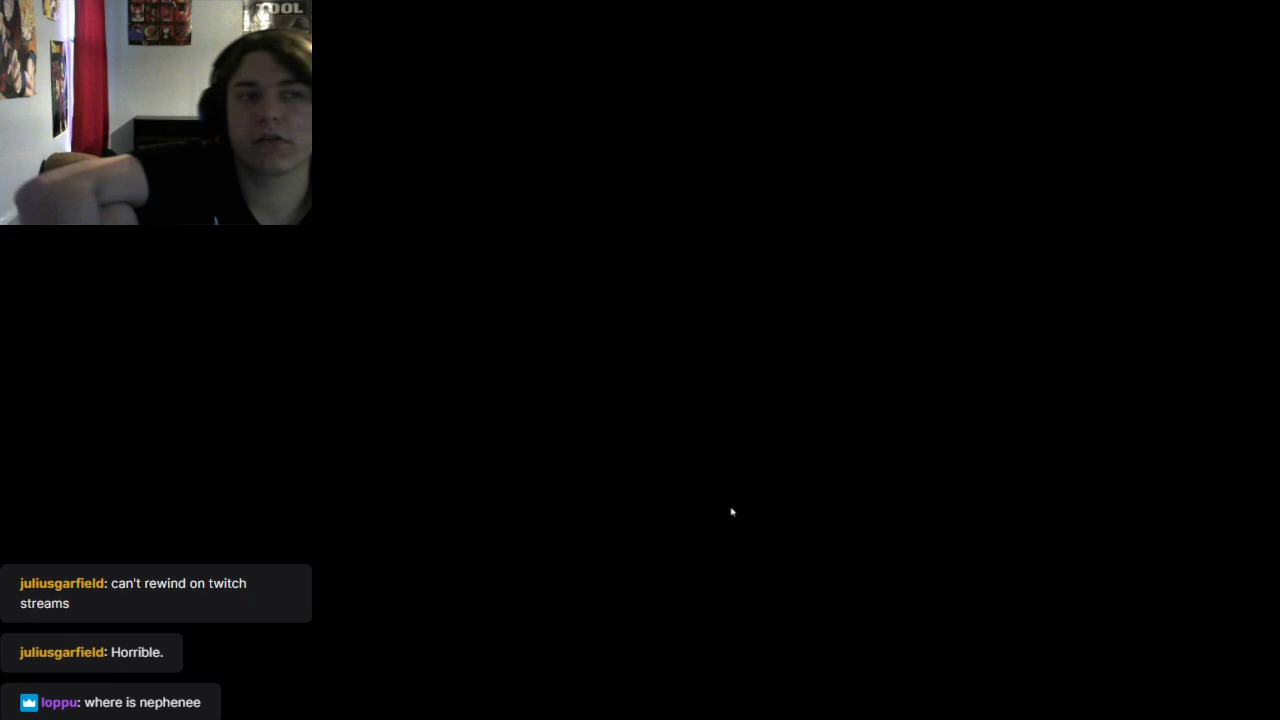 TOOL
juliusgarfield: can't rewind on twitch
streams
juliusgarfield: Horrible.
loppu: where is nephenee